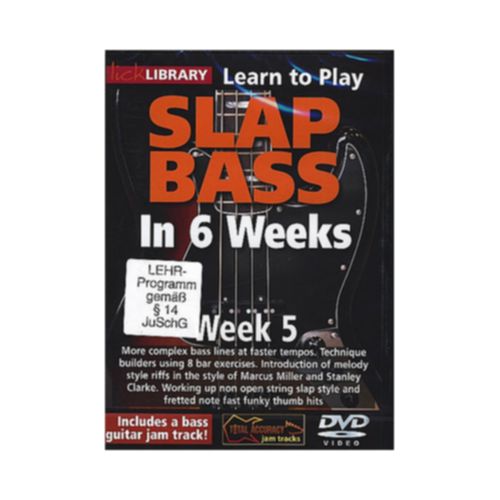 lickLIBRARY Learn to Play
SLAP
BASS
In 6 Weeks
LEHR-
Programm
gemäß
§ 14
JuSchG
Week 5
More complex bass lines at faster tempos. Technique
builders using 8 bar exercises. Introduction of melody
style riffs in the style of Marcus Miller and Stanley
Clarke. Working up non open string slap style and
fretted note fast funky thumb hits
Includes a bass
guitar jam track!
TOTAL ACCURACY
jam tracks
DVD
VIDEO